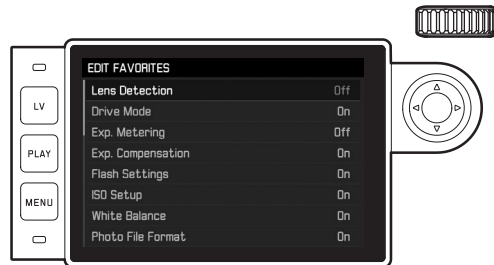 EDIT FAVORITES
Lens Detection Off
Drive Mode On
Exp. Metering Off
Exp. Compensation On
Flash Settings On
ISO Setup On
White Balance On
Photo File Format On
LV
PLAY
MENU